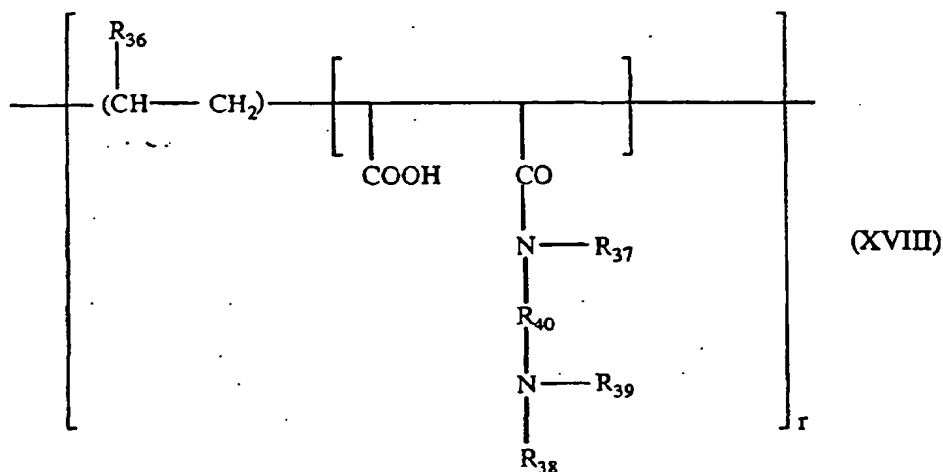 R36
(CH— CH2)
COOH CO
N—R37
(XVIII)
R40
N—R39
r
R38